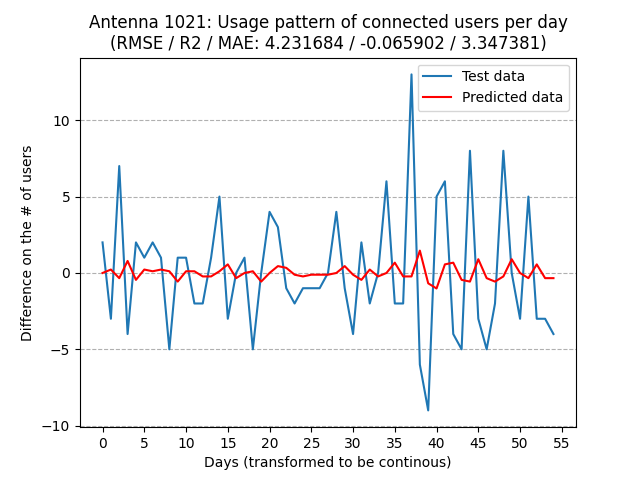 Antenna 1021: Usage pattern of connected users per day
(RMSE / R2 / MAE: 4.231684 / -0.065902 / 3.347381)
Test data
Predicted data
Difference on the # of users
10
5
0
−5
−10
0 5 10 15 20 25 30 35 40 45 50 55
Days (transformed to be continous)